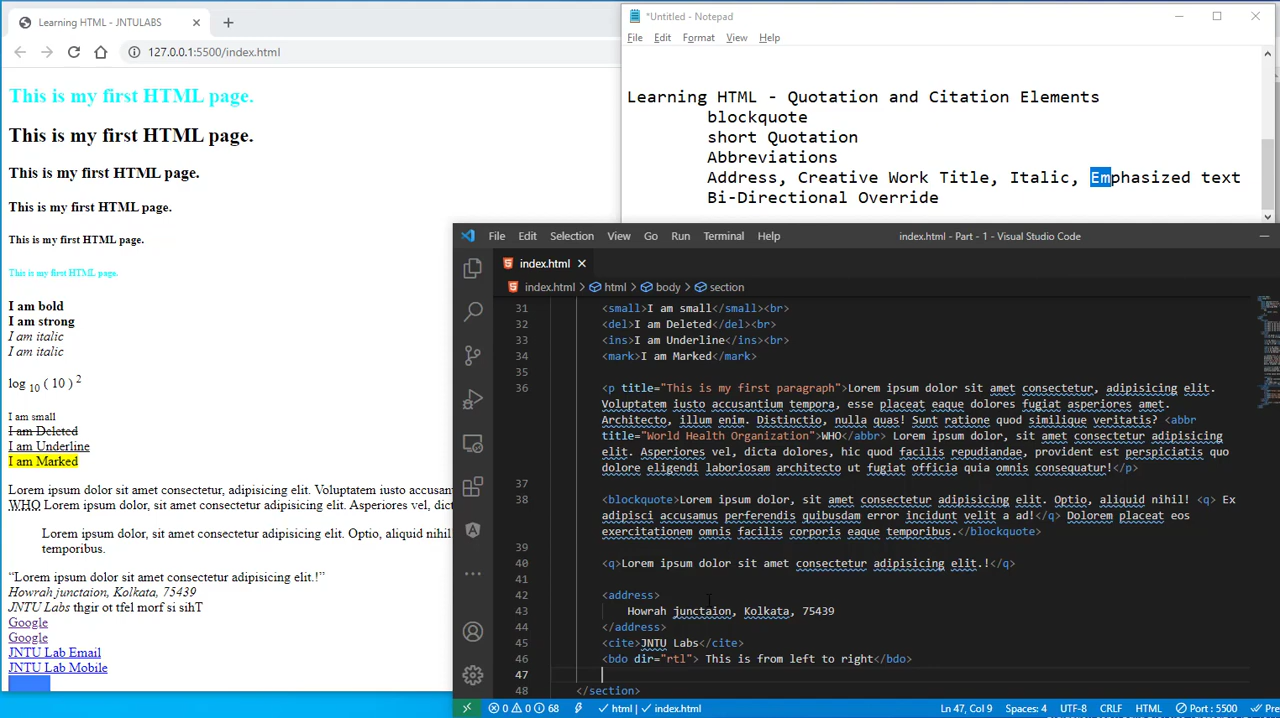 Learning HTML - JNTULABS
127.0.0.1:5500/index.html
This is my first HTML page.
This is my first HTML page.
This is my first HTML page.
This is my first HTML page.
This is my first HTML page.
This is my first HTML page.
I am bold
I am strong
I am italic
I am italic
log 10 ( 10 ) 2
I am small
I am Deleted
I am Underline
I am Marked
Lorem ipsum dolor sit amet consectetur, adipisicing elit. Voluptatem iusto accusan
WHO Lorem ipsum dolor, sit amet consectetur adipisicing elit. Asperiores vel, dict
Lorem ipsum dolor, sit amet consectetur adipisicing elit. Optio, aliquid nihil
temporibus.
“Lorem ipsum dolor sit amet consectetur adipisicing elit.!”
Howrah junctaion, Kolkata, 75439
JNTU Labs thgir ot tfel morf si sihT
Google
Google
JNTU Lab Email
JNTU Lab Mobile
*Untitled - Notepad
File Edit Format View Help
Learning HTML - Quotation and Citation Elements
blockquote
short Quotation
Abbreviations
Address, Creative Work Title, Italic, Emphasized text
Bi-Directional Override
File Edit Selection View Go Run Terminal Help index.html - Part - 1 - Visual Studio Code
index.html
index.html > html > body > section
31 <small>I am small</small><br>
32 <del>I am Deleted</del><br>
33 <ins>I am Underline</ins><br>
34 <mark>I am Marked</mark>
35
36 <p title="This is my first paragraph">Lorem ipsum dolor sit amet consectetur, adipisicing elit.
Voluptatem iusto accusantium tempora, esse placeat eaque dolores fugiat asperiores amet.
Architecto, illum enim. Distinctio, nulla quas! Sunt ratione quod similique veritatis? <abbr
title="World Health Organization">WHO</abbr> Lorem ipsum dolor, sit amet consectetur adipisicing
elit. Asperiores vel, dicta dolores, hic quod facilis repudiandae, provident est perspiciatis quo
dolore eligendi laboriosam architecto ut fugiat officia quia omnis consequatur!</p>
37
38 <blockquote>Lorem ipsum dolor, sit amet consectetur adipisicing elit. Optio, aliquid nihil! <q> Ex
adipisci accusamus perferendis quibusdam error incidunt velit a ad!</q> Dolorem placeat eos
exercitationem omnis facilis corporis eaque temporibus.</blockquote>
39
40 <q>Lorem ipsum dolor sit amet consectetur adipisicing elit.!</q>
41
42 <address>
43 Howrah junctaion, Kolkata, 75439
44 </address>
45 <cite>JNTU Labs</cite>
46 <bdo dir="rtl"> This is from left to right</bdo>
47
48 </section>
0 0 68 html | index.html Ln 47, Col 9 Spaces: 4 UTF-8 CRLF HTML Port : 5500 Pre